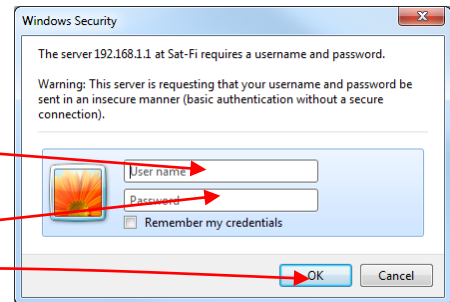 Windows Security
The server 192.168.1.1 at Sat-Fi requires a username and password.
Warning: This server is requesting that your username and password be
sent in an insecure manner (basic authentication without a secure
connection).
User name
Password
Remember my credentials
OK
Cancel